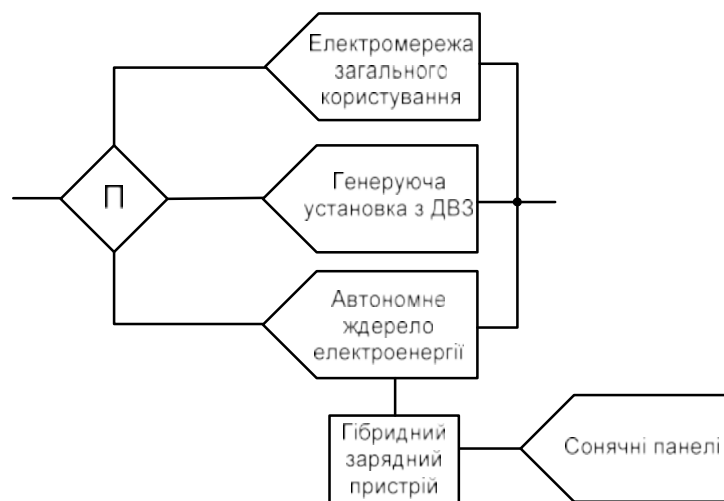 Електромережа
загального
користування
П
Генеруюча
установка з ДВЗ
Автономне
ждерело
електроенергії
Гібридний
зарядний
пристрій
Сонячні панелі